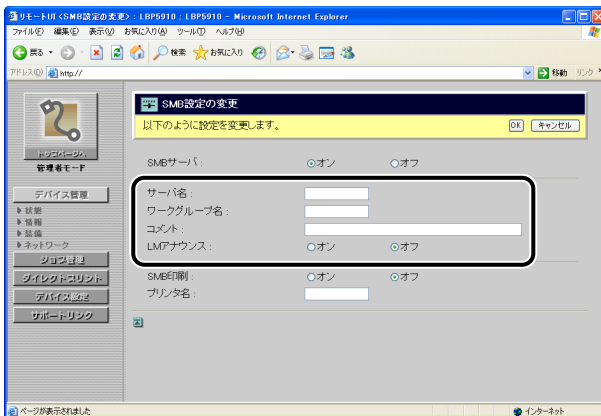 リモートUI <SMB設定の変更> : LBP5910 ; LBP5910 - Microsoft Internet Explorer
ファイル(F) 編集(E) 表示(V) お気に入り(A) ツール(T) ヘルプ(H)
戻る 検索 お気に入り
アドレス(D) http:// 移動 リンク
SMB設定の変更
以下のように設定を変更します。 OK キャンセル
トップページへ
管理者モード
デバイス管理
状態
情報
装備
ネットワーク
ジョブ管理
ダイレクトプリント
デバイス設定
サポートリンク
SMBサーバ : オン オフ
サーバ名 :
ワークグループ名 :
コメント :
LMアナウンス : オン オフ
SMB印刷 : オン オフ
プリンタ名 :
ページが表示されました インターネット